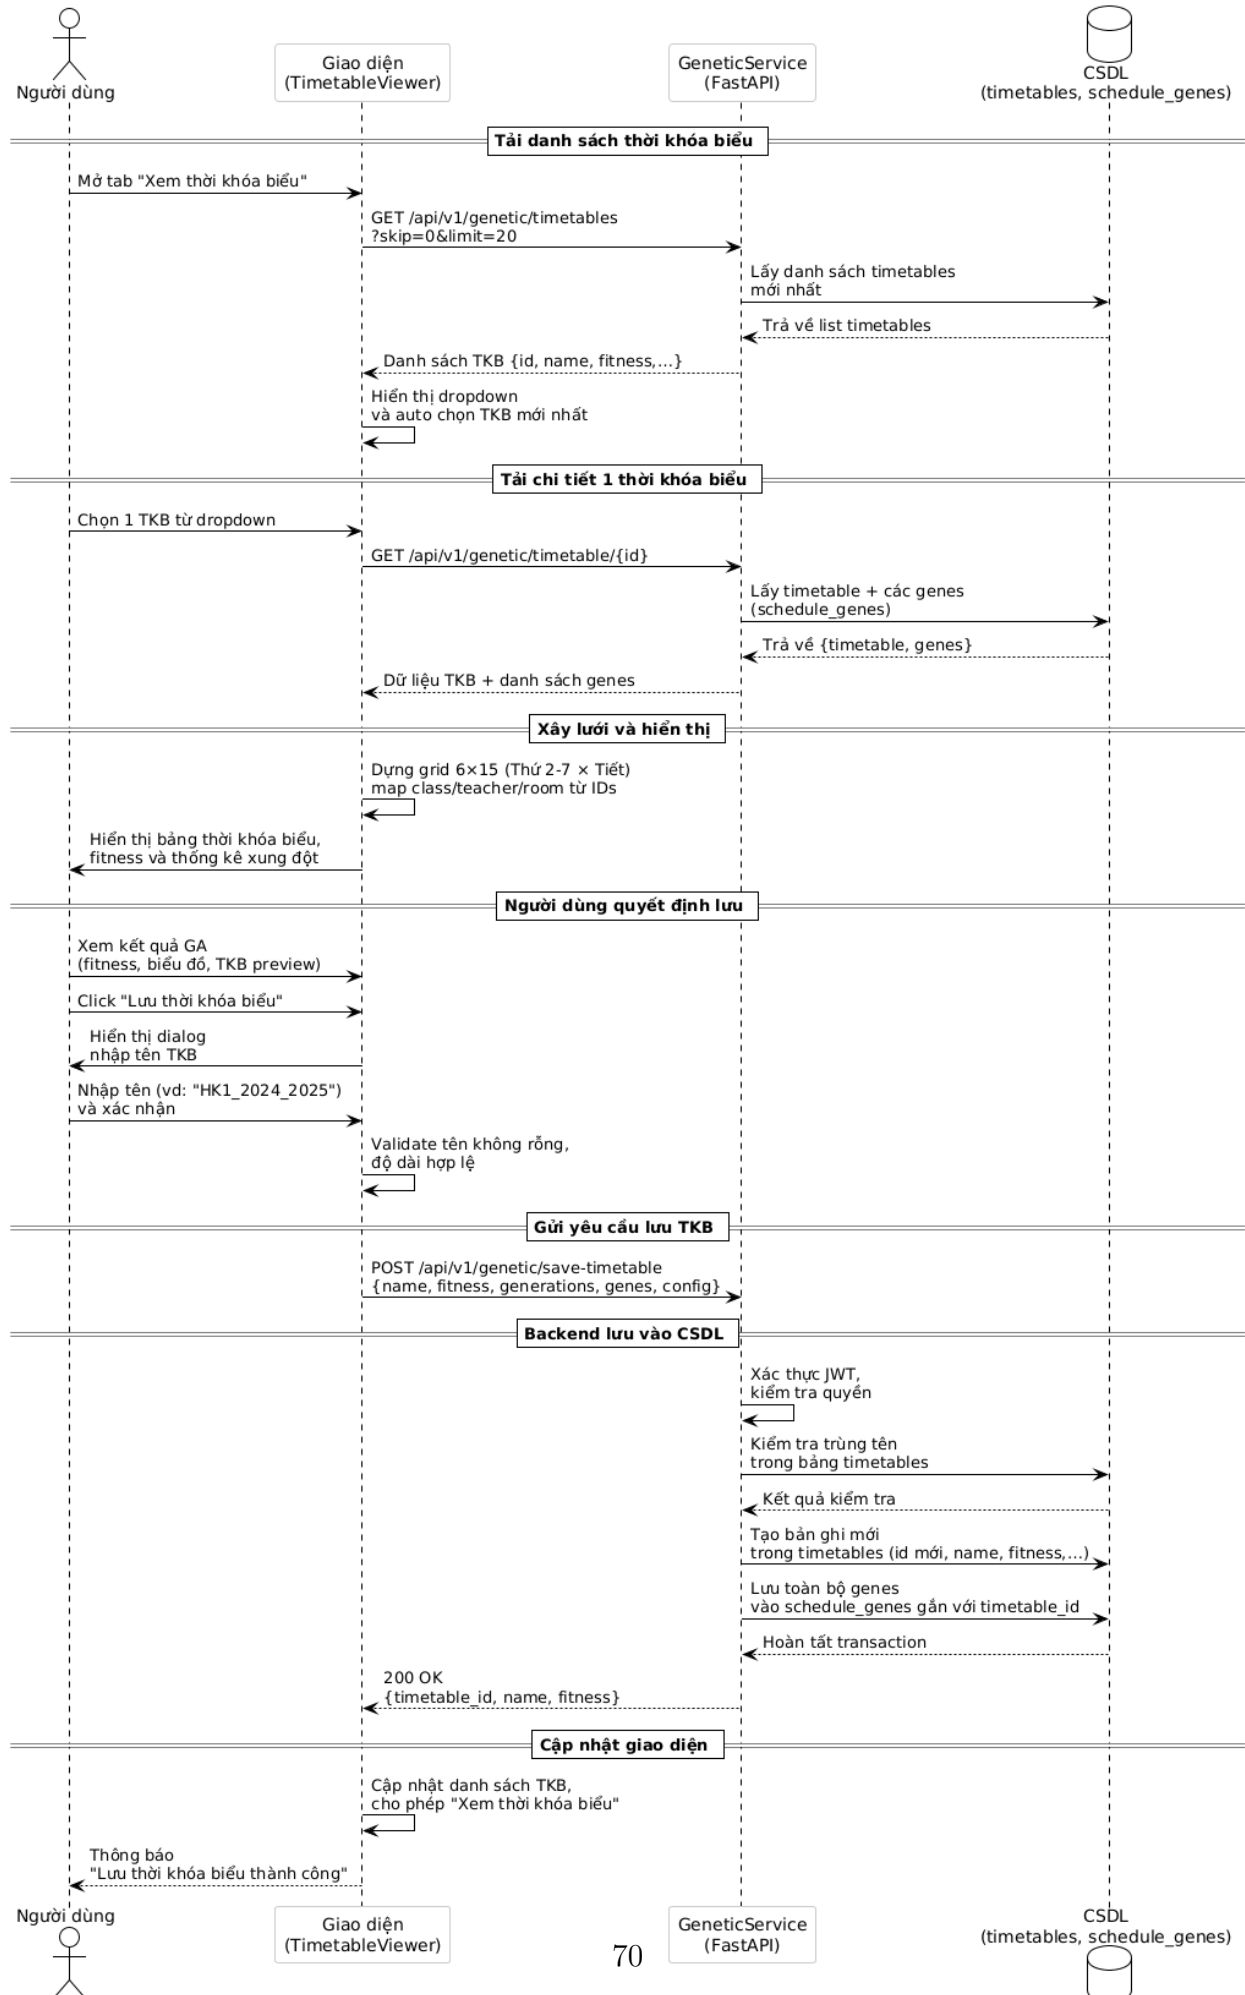 Người dùng
Giao diện
(TimetableViewer)
GeneticService
(FastAPI)
CSDL
(timetables, schedule_genes)
Tải danh sách thời khóa biểu
Mở tab "Xem thời khóa biểu"
GET /api/v1/genetic/timetables
?skip=0&limit=20
Lấy danh sách timetables
mới nhất
Trả về list timetables
Danh sách TKB {id, name, fitness,...}
Hiển thị dropdown
và auto chọn TKB mới nhất
Tải chi tiết 1 thời khóa biểu
Chọn 1 TKB từ dropdown
GET /api/v1/genetic/timetable/{id}
Lấy timetable + các genes
(schedule_genes)
Trả về {timetable, genes}
Dữ liệu TKB + danh sách genes
Xây lưới và hiển thị
Dựng grid 6×15 (Thứ 2-7 × Tiết)
map class/teacher/room từ IDs
Hiển thị bảng thời khóa biểu,
fitness và thống kê xung đột
Người dùng quyết định lưu
Xem kết quả GA
(fitness, biểu đồ, TKB preview)
Click "Lưu thời khóa biểu"
Hiển thị dialog
nhập tên TKB
Nhập tên (vd: "HK1_2024_2025")
và xác nhận
Validate tên không rỗng,
độ dài hợp lệ
Gửi yêu cầu lưu TKB
POST /api/v1/genetic/save-timetable
{name, fitness, generations, genes, config}
Backend lưu vào CSDL
Xác thực JWT,
kiểm tra quyền
Kiểm tra trùng tên
trong bảng timetables
Kết quả kiểm tra
Tạo bản ghi mới
trong timetables (id mới, name, fitness,...)
Lưu toàn bộ genes
vào schedule_genes gắn với timetable_id
Hoàn tất transaction
200 OK
{timetable_id, name, fitness}
Cập nhật giao diện
Cập nhật danh sách TKB,
cho phép "Xem thời khóa biểu"
Thông báo
"Lưu thời khóa biểu thành công"
Người dùng
Giao diện
(TimetableViewer)
GeneticService
(FastAPI)
CSDL
(timetables, schedule_genes)
70